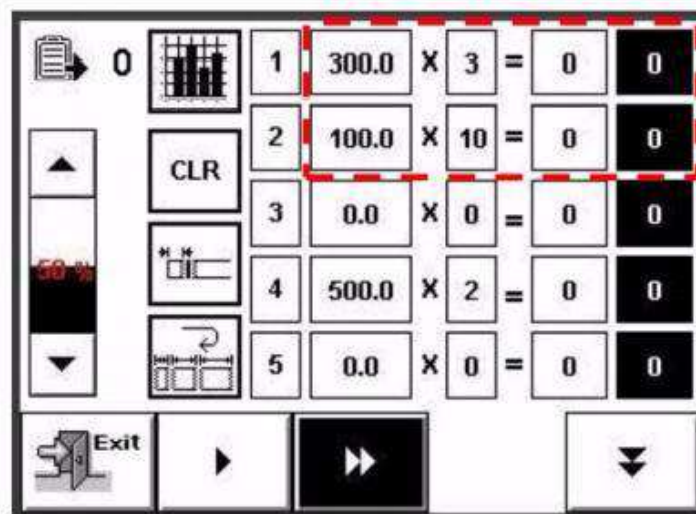 0 1 300.0 X 3 = 0 0
CLR 2 100.0 X 10 = 0 0
3 0.0 X 0 = 0 0
50 % 4 500.0 X 2 = 0 0
5 0.0 X 0 = 0 0
Exit